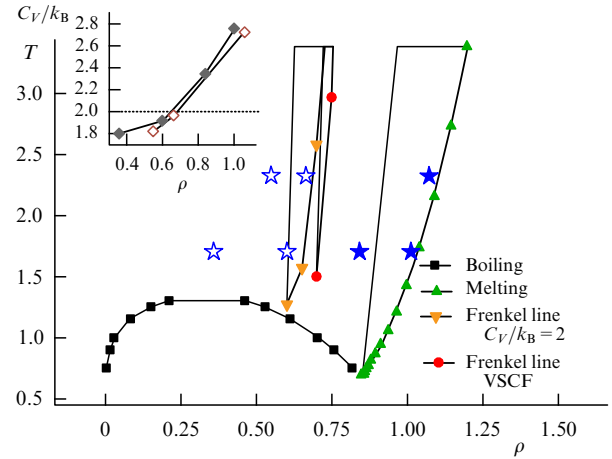 C_V/k_B
T
2.8
2.6
2.4
2.2
2.0
1.8
0.4 0.6 0.8 1.0
ρ
3.0
2.5
2.0
1.5
1.0
0.5
Boiling
Melting
Frenkel line
C_V/k_B = 2
Frenkel line
VSCF
0 0.25 0.50 0.75 1.00 1.25 1.50
ρ